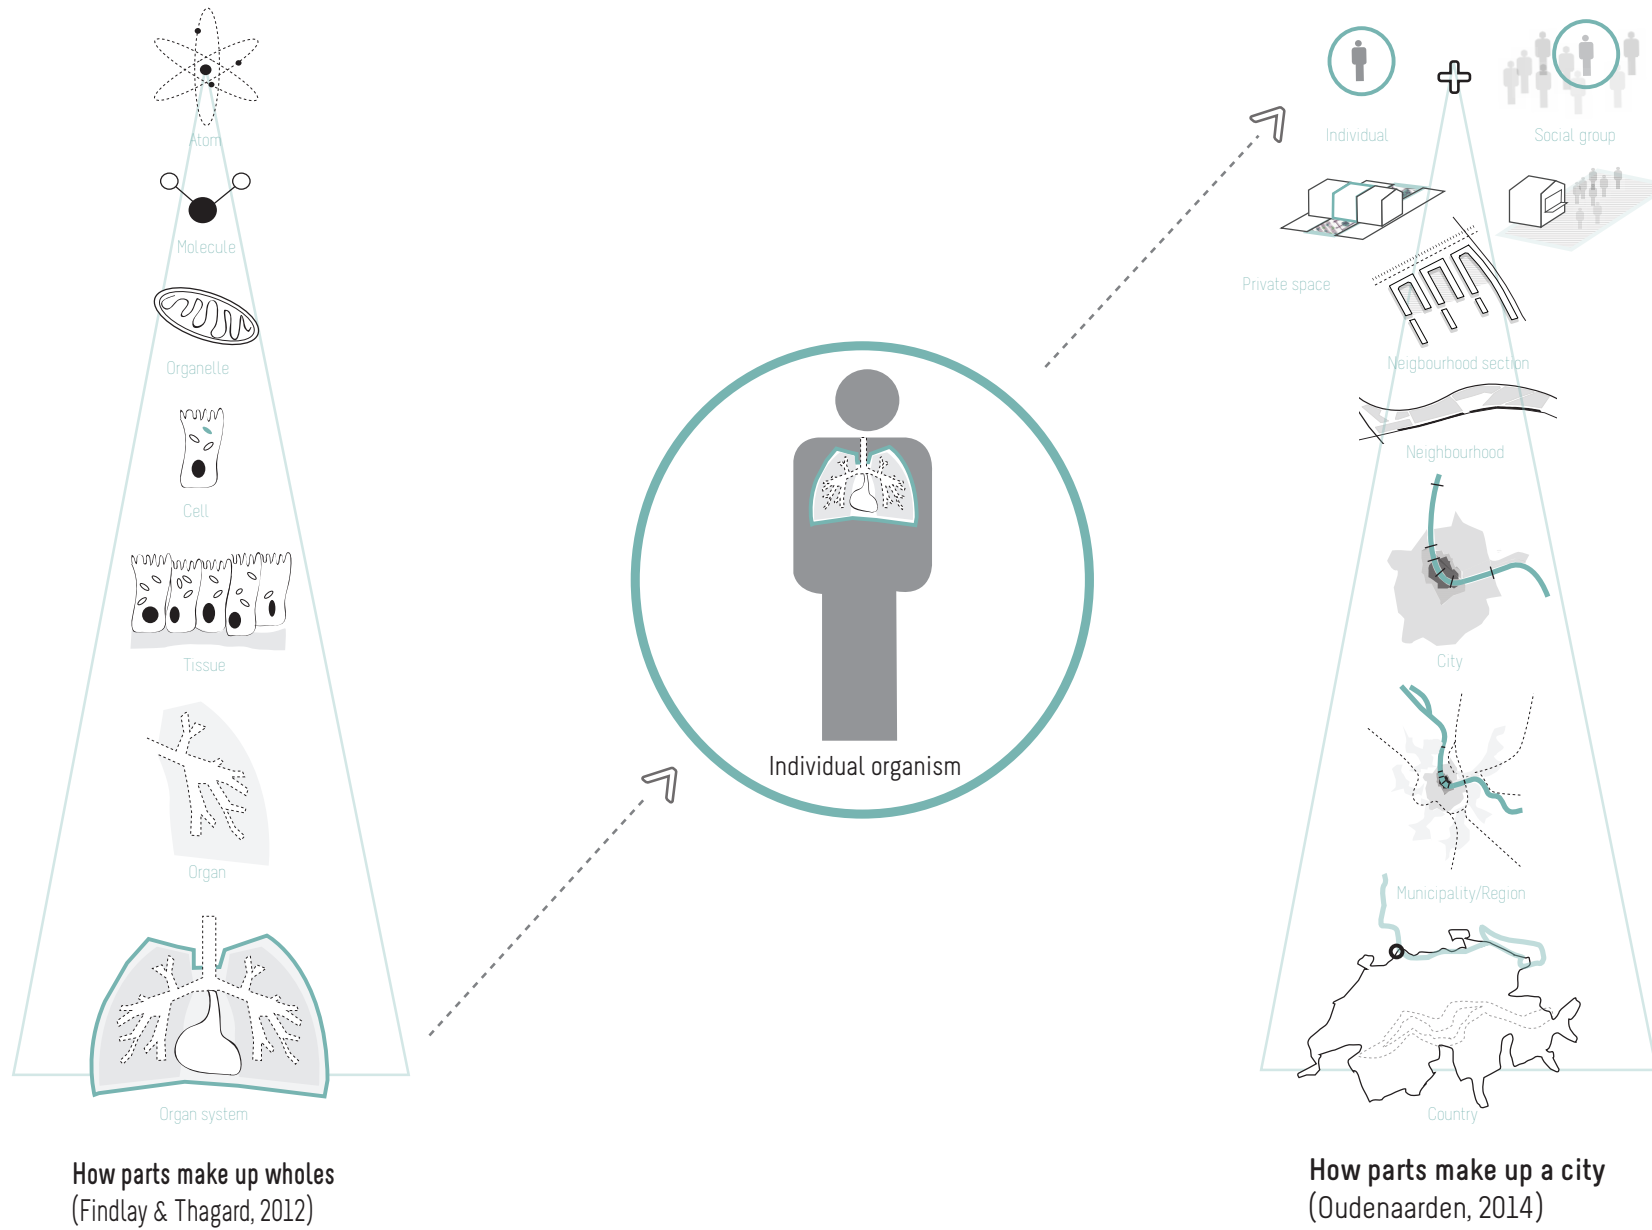 Atom
Molecule
Organelle
Cell
Tissue
Organ
Organ system
How parts make up wholes
(Findlay & Thagard, 2012)
Individual organism
Individual
Social group
Private space
Neigbourhood section
Neighbourhood
City
Municipality/Region
Country
How parts make up a city
(Oudenaarden, 2014)